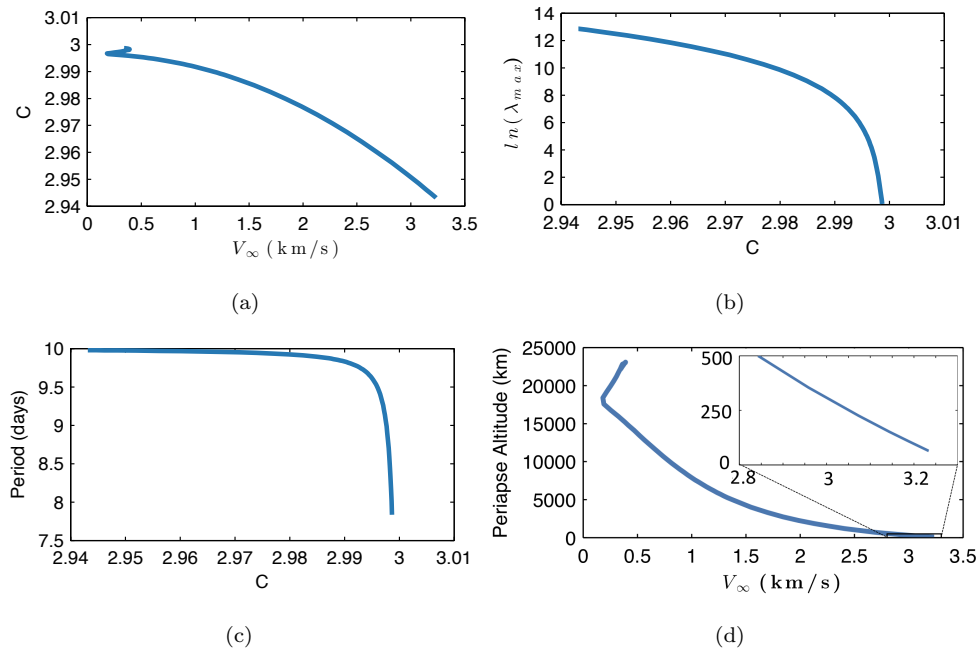 3.01
3
2.99
2.98
2.97
2.96
2.95
2.94
C
0 0.5 1 1.5 2 2.5 3 3.5
V∞ (km/s)
(a)
14
12
10
8
6
4
2
0
ln(λmax)
2.94 2.95 2.96 2.97 2.98 2.99 3 3.01
C
(b)
10
9.5
9
8.5
8
7.5
Period (days)
2.94 2.95 2.96 2.97 2.98 2.99 3 3.01
C
(c)
25000
20000
15000
10000
5000
0
Periapse Altitude (km)
500
250
0
2.8 3 3.2
0 0.5 1 1.5 2 2.5 3 3.5
V∞ (km/s)
(d)